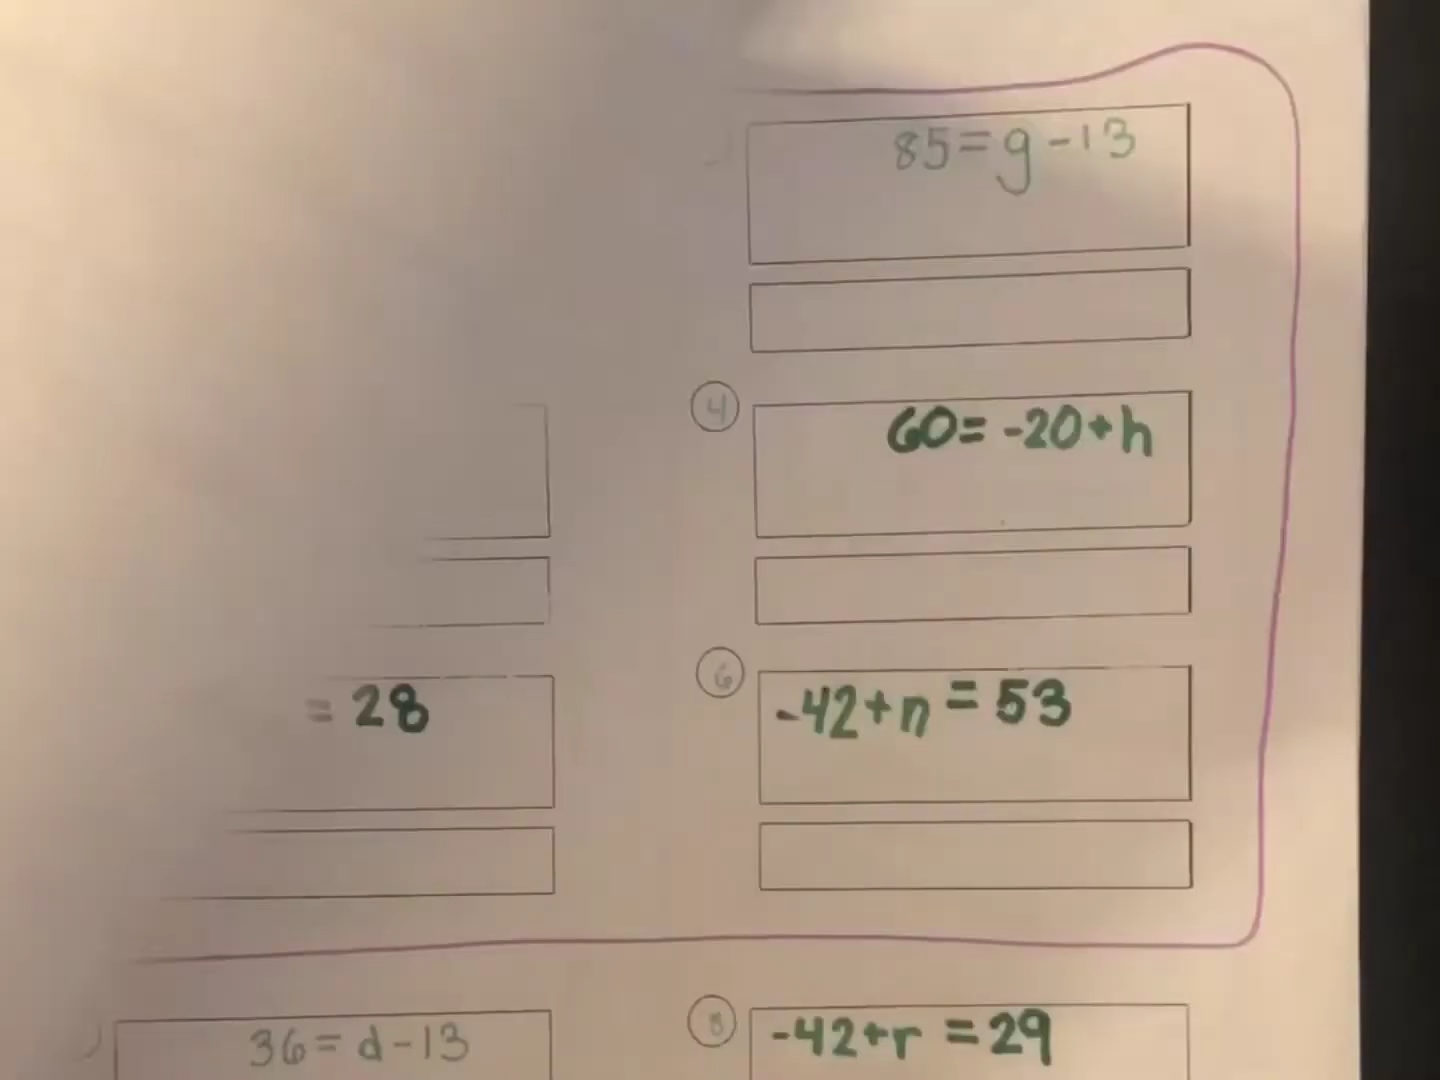 85=g-13
4
60=-20+h
= 28
6
-42+n=53
36=d-13
8
-42+r=29